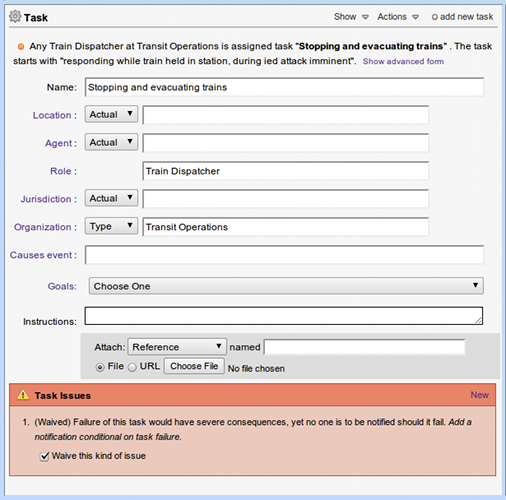 Task Show Actions add new task
Any Train Dispatcher at Transit Operations is assigned task "Stopping and evacuating trains" . The task
starts with "responding while train held in station, during ied attack imminent". Show advanced form
Name: Stopping and evacuating trains
Location : Actual
Agent : Actual
Role : Train Dispatcher
Jurisdiction : Actual
Organization : Type Transit Operations
Causes event :
Goals: Choose One
Instructions:
Attach: Reference named
File URL Choose File No file chosen
Task Issues New
1. (Waived) Failure of this task would have severe consequences, yet no one is to be notified should it fail. Add a
notification conditional on task failure.
Waive this kind of issue